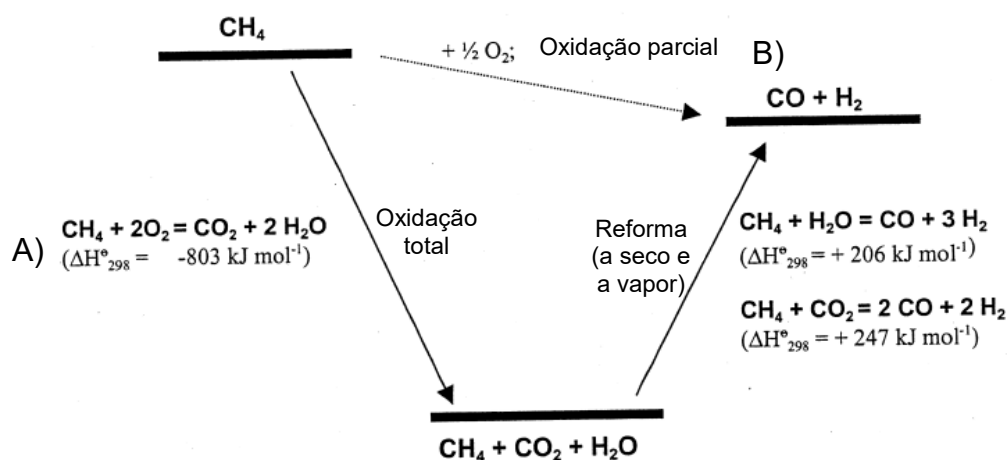 CH₄
+ ½ O₂; Oxidação parcial
B)
CO + H₂
A)
CH₄ + 2O₂ = CO₂ + 2 H₂O
(ΔH°₂₉₈ = -803 kJ mol⁻¹)
Oxidação
total
Reforma
(a seco e
a vapor)
CH₄ + H₂O = CO + 3 H₂
(ΔH°₂₉₈ = + 206 kJ mol⁻¹)
CH₄ + CO₂ = 2 CO + 2 H₂
(ΔH°₂₉₈ = + 247 kJ mol⁻¹)
CH₄ + CO₂ + H₂O